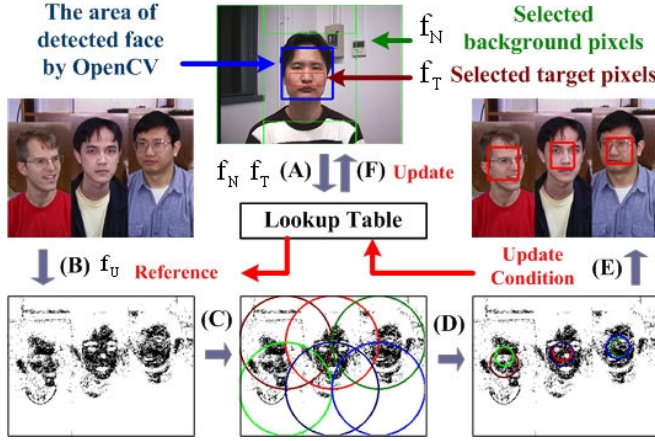 The area of
detected face
by OpenCV
f_N
Selected
background pixels
f_T
Selected target pixels
f_N f_T (A)
(F) Update
Lookup Table
(B) f_U Reference
Update
Condition
(E)
(C)
(D)